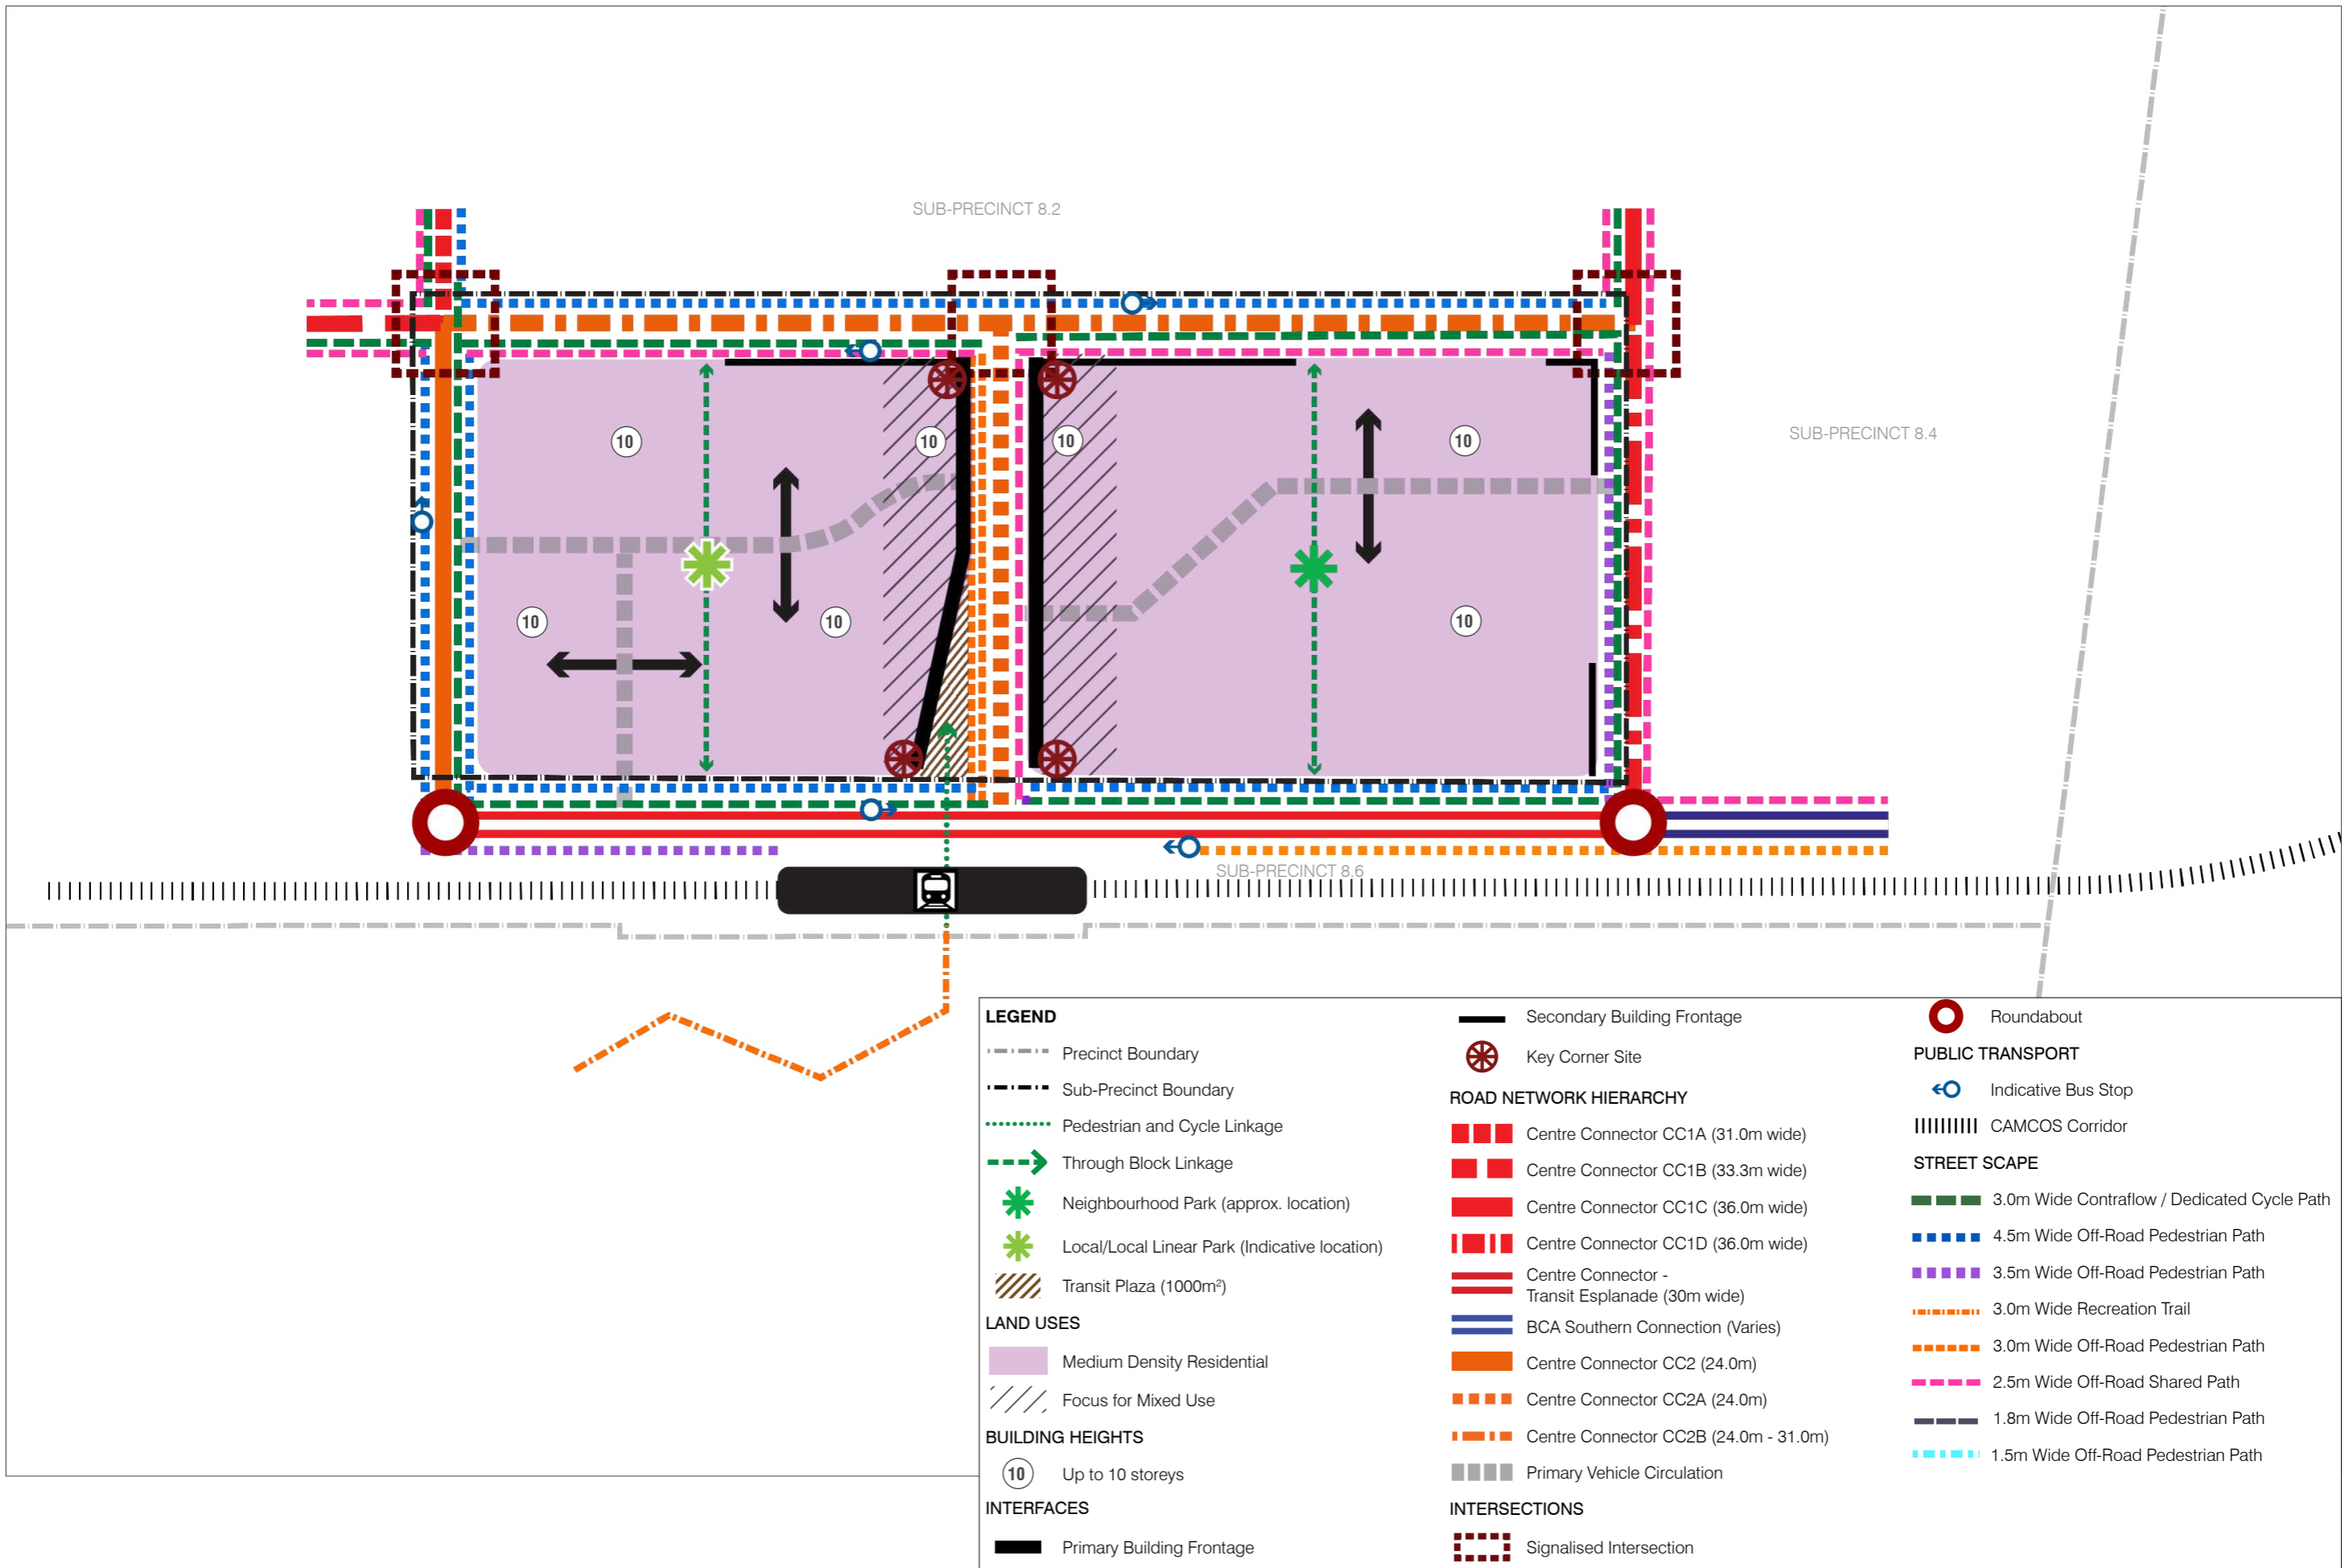 SUB-PRECINCT 8.2
SUB-PRECINCT 8.4
10
10
10
10
10
10
10
SUB-PRECINCT 8.6
LEGEND
Precinct Boundary
Sub-Precinct Boundary
Pedestrian and Cycle Linkage
Through Block Linkage
Neighbourhood Park (approx. location)
Local/Local Linear Park (Indicative location)
Transit Plaza (1000m²)
LAND USES
Medium Density Residential
Focus for Mixed Use
BUILDING HEIGHTS
10 Up to 10 storeys
INTERFACES
Primary Building Frontage
Secondary Building Frontage
Key Corner Site
ROAD NETWORK HIERARCHY
Centre Connector CC1A (31.0m wide)
Centre Connector CC1B (33.3m wide)
Centre Connector CC1C (36.0m wide)
Centre Connector CC1D (36.0m wide)
Centre Connector -
Transit Esplanade (30m wide)
BCA Southern Connection (Varies)
Centre Connector CC2 (24.0m)
Centre Connector CC2A (24.0m)
Centre Connector CC2B (24.0m - 31.0m)
Primary Vehicle Circulation
INTERSECTIONS
Signalised Intersection
Roundabout
PUBLIC TRANSPORT
Indicative Bus Stop
CAMCOS Corridor
STREET SCAPE
3.0m Wide Contraflow / Dedicated Cycle Path
4.5m Wide Off-Road Pedestrian Path
3.5m Wide Off-Road Pedestrian Path
3.0m Wide Recreation Trail
3.0m Wide Off-Road Pedestrian Path
2.5m Wide Off-Road Shared Path
1.8m Wide Off-Road Pedestrian Path
1.5m Wide Off-Road Pedestrian Path